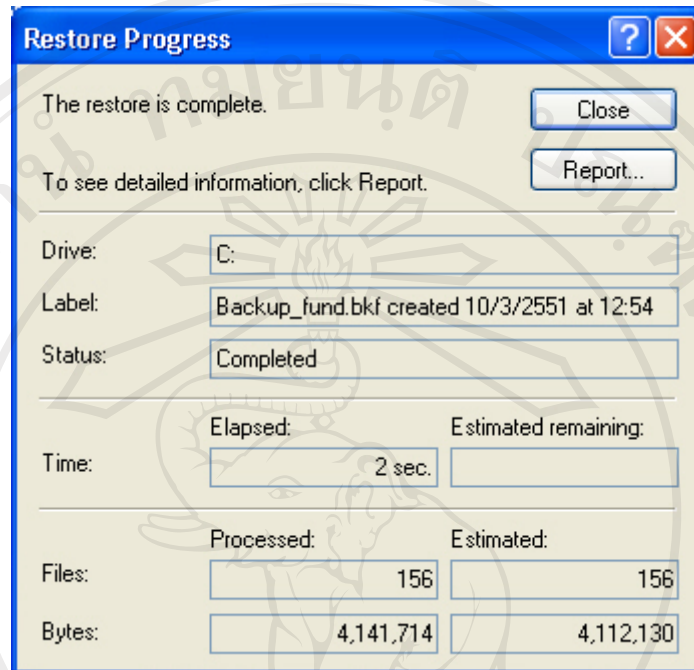 Restore Progress
The restore is complete.
Close
To see detailed information, click Report.
Report...
Drive: C:
Label: Backup_fund.bkf created 10/3/2551 at 12:54
Status: Completed
Elapsed: Estimated remaining:
Time: 2 sec.
Processed: Estimated:
Files: 156 156
Bytes: 4,141,714 4,112,130